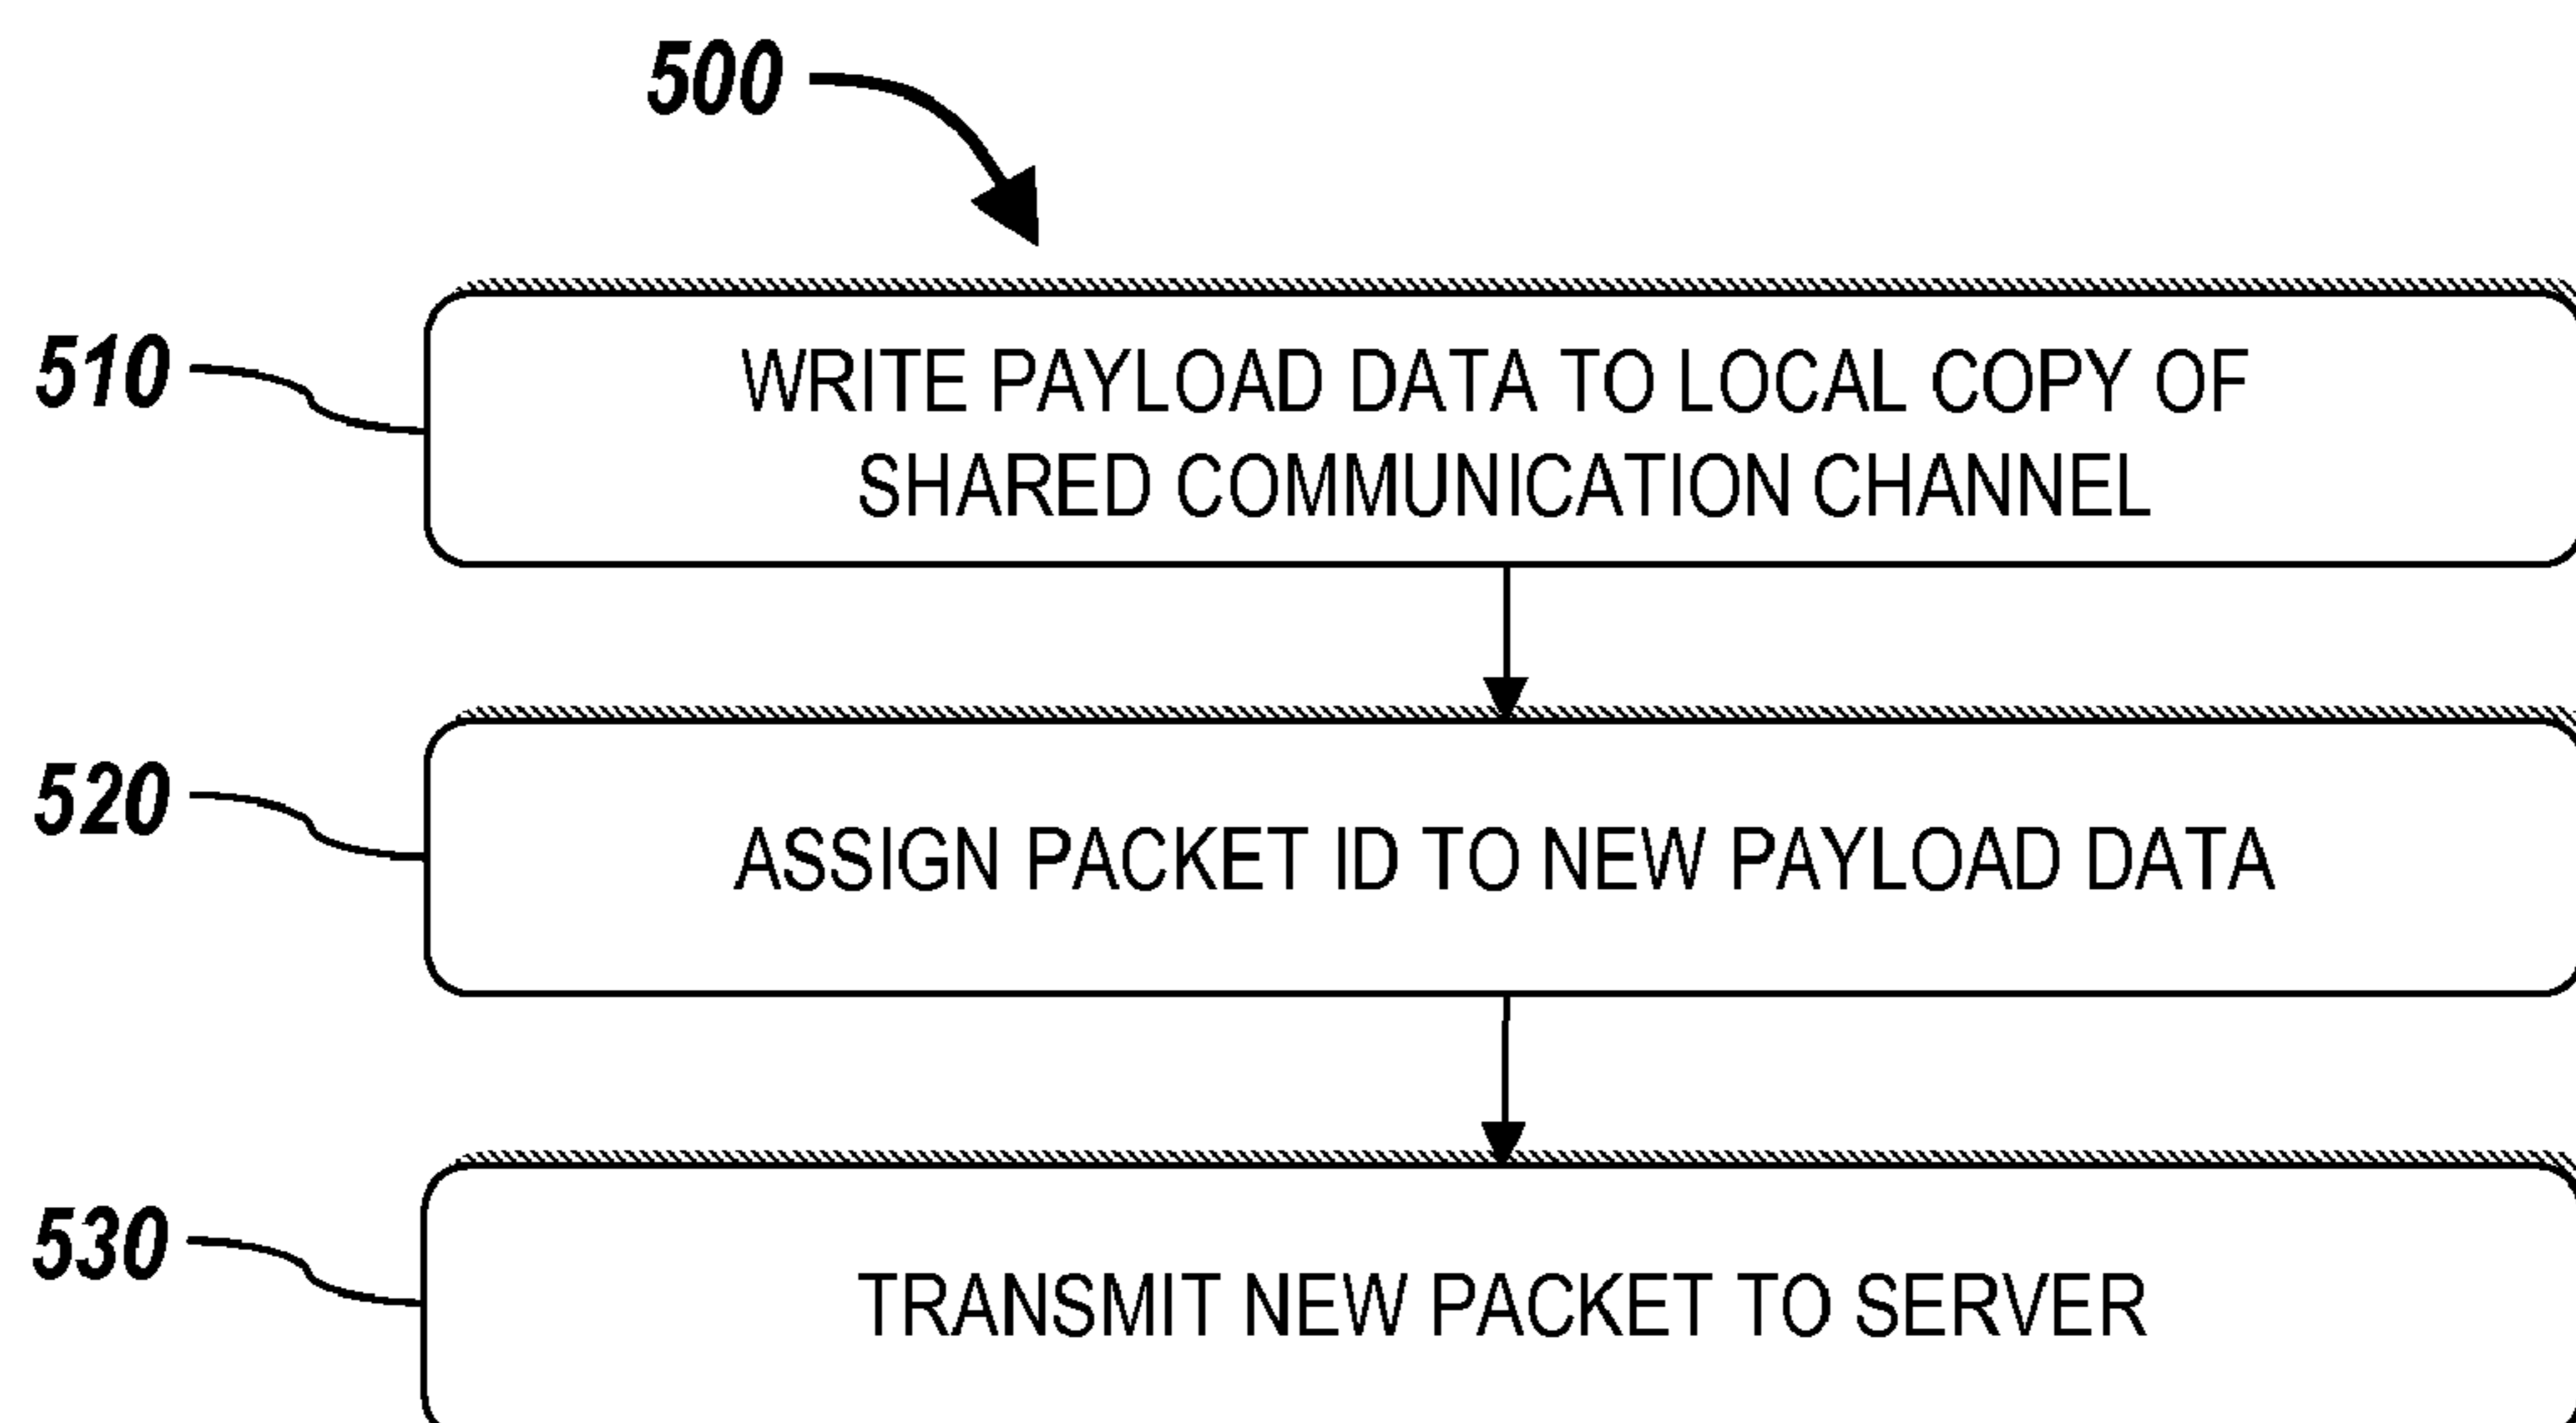 500
510
WRITE PAYLOAD DATA TO LOCAL COPY OF
SHARED COMMUNICATION CHANNEL
520
ASSIGN PACKET ID TO NEW PAYLOAD DATA
530
TRANSMIT NEW PACKET TO SERVER